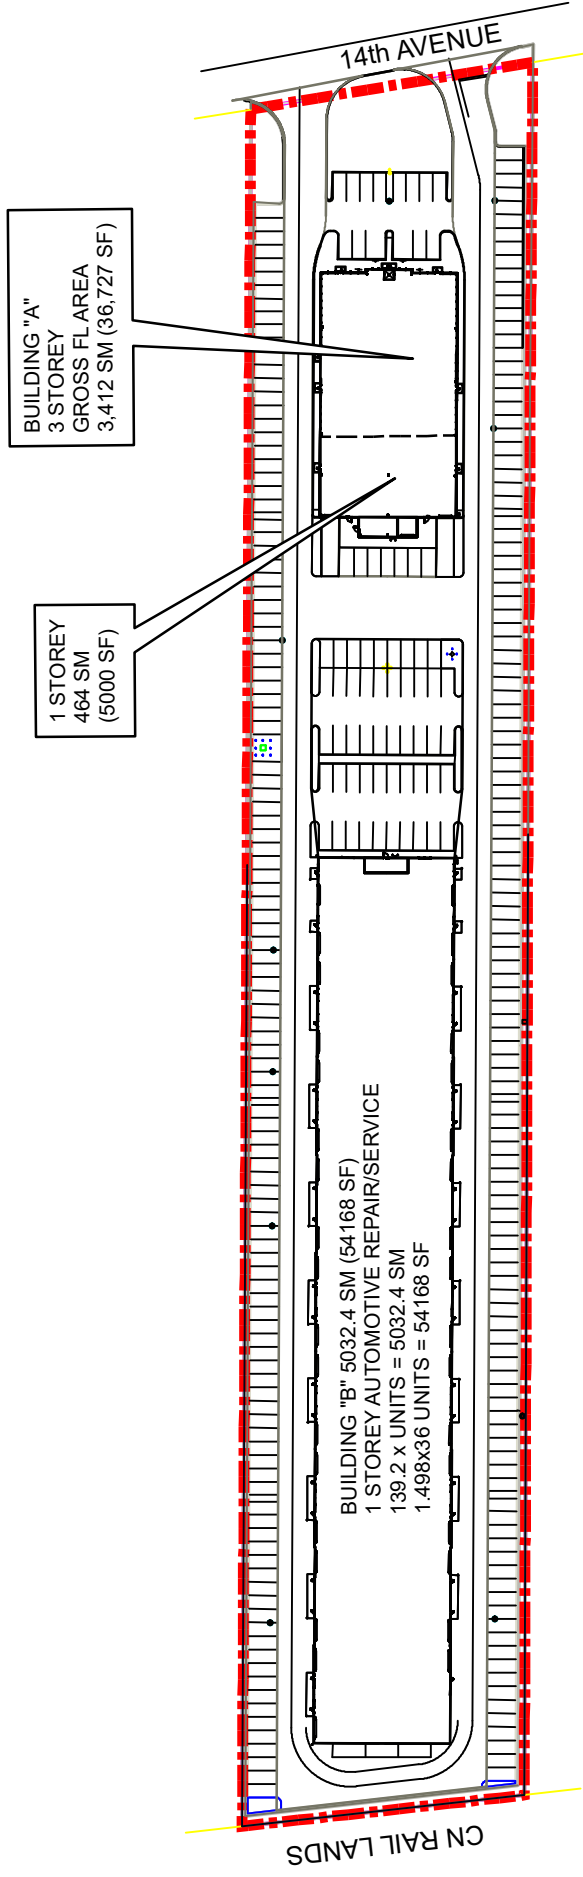 14th AVENUE
BUILDING "A"
3 STOREY
GROSS FL AREA
3,412 SM (36,727 SF)
1 STOREY
464 SM
(5000 SF)
BUILDING "B" 5032.4 SM (54168 SF)
1 STOREY AUTOMOTIVE REPAIR/SERVICE
139.2 x UNITS = 5032.4 SM
1.498x36 UNITS = 54168 SF
CN RAIL LANDS